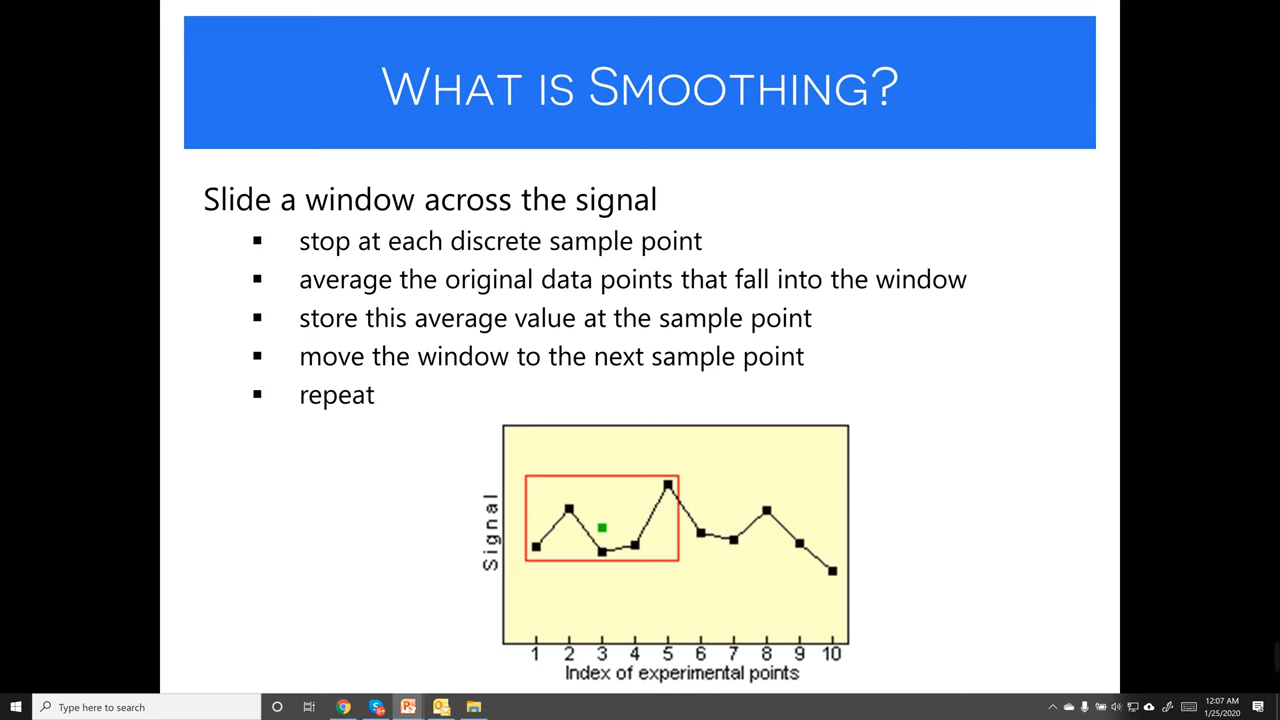 WHAT IS SMOOTHING?
Slide a window across the signal
▪ stop at each discrete sample point
▪ average the original data points that fall into the window
▪ store this average value at the sample point
▪ move the window to the next sample point
▪ repeat
Signal
1 2 3 4 5 6 7 8 9 10
Index of experimental points
Type here to search
12:07 AM
1/25/2020